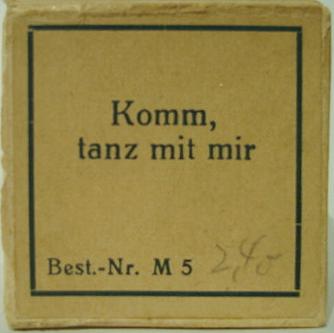 Komm,
tanz mit mir
Best.-Nr. M 5 2,40